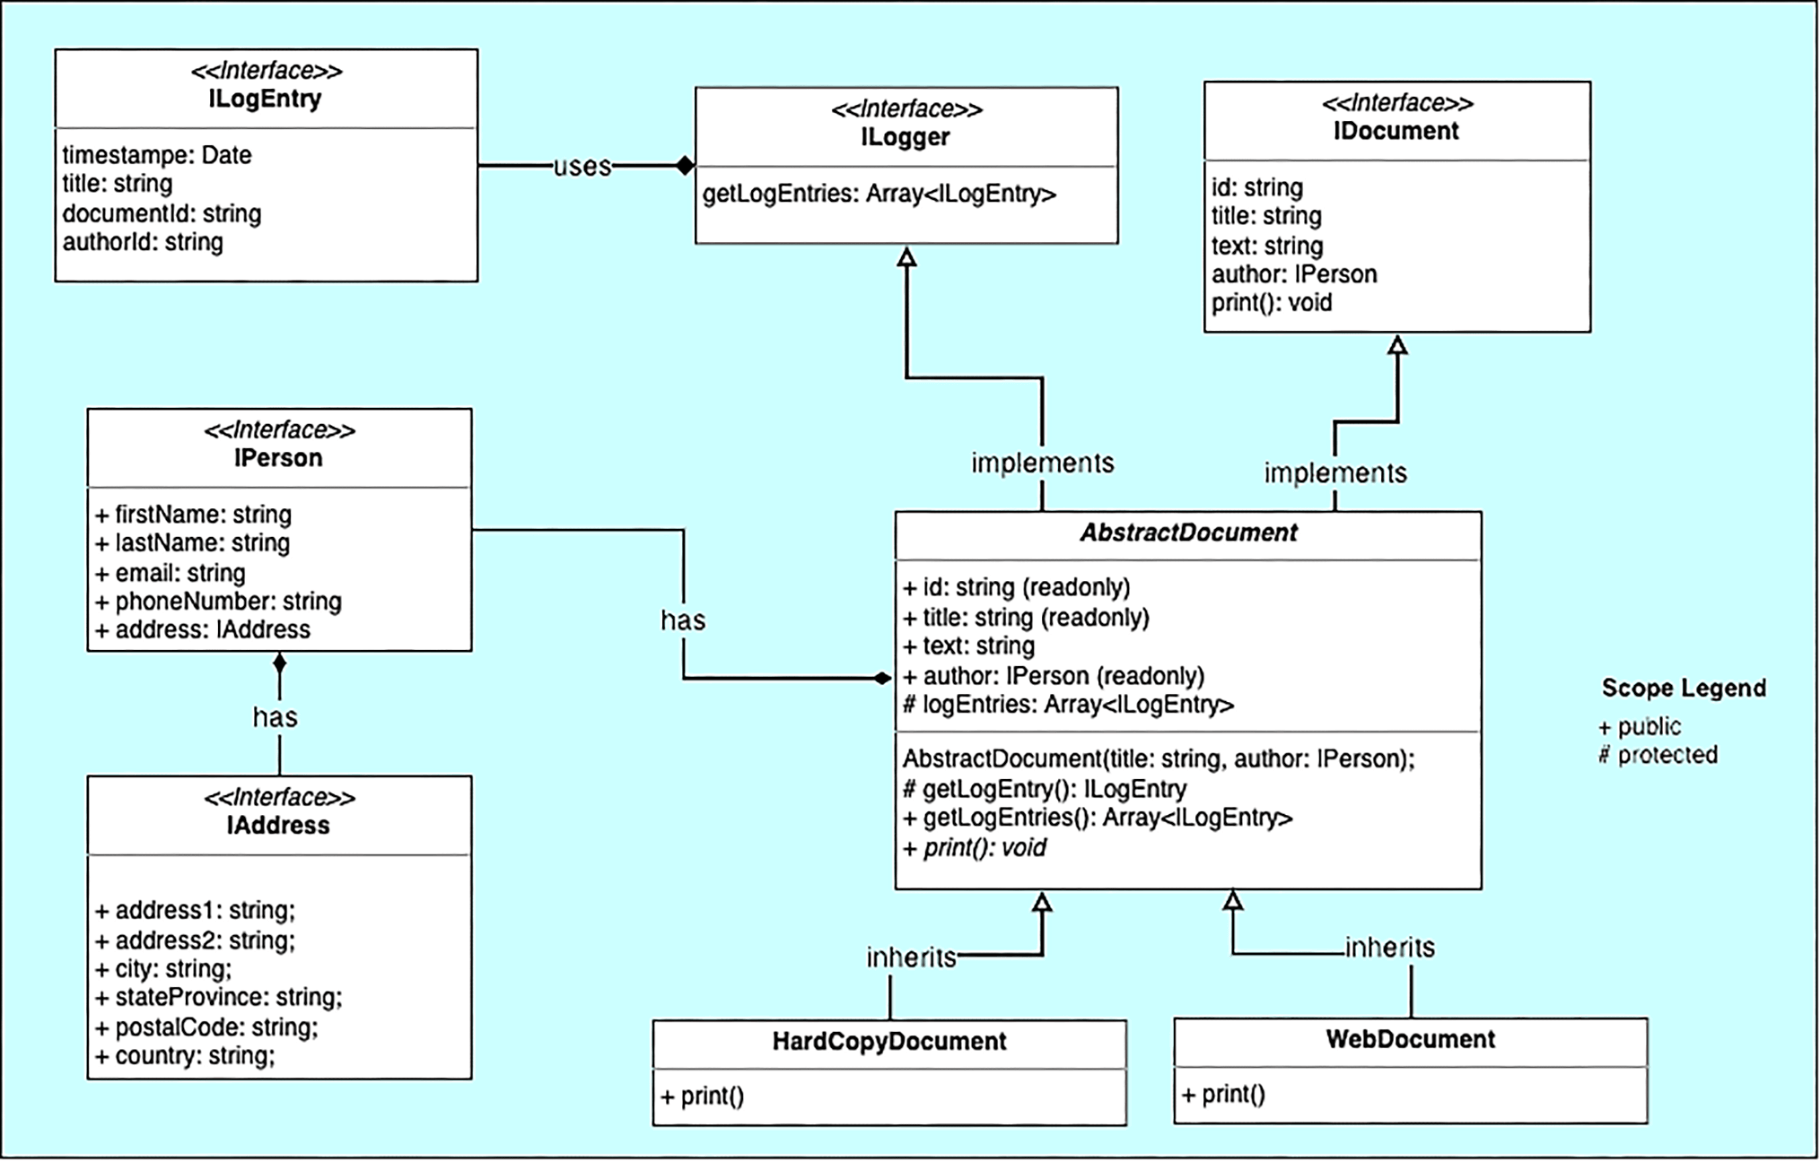 <<Interface>>
ILogEntry
timestampe: Date
title: string
documentId: string
authorId: string
uses
<<Interface>>
ILogger
getLogEntries: Array<ILogEntry>
<<Interface>>
IDocument
id: string
title: string
text: string
author: IPerson
print(): void
implements
implements
<<Interface>>
IPerson
+ firstName: string
+ lastName: string
+ email: string
+ phoneNumber: string
+ address: IAddress
has
has
<<Interface>>
IAddress
+ address1: string;
+ address2: string;
+ city: string;
+ stateProvince: string;
+ postalCode: string;
+ country: string;
AbstractDocument
+ id: string (readonly)
+ title: string (readonly)
+ text: string
+ author: IPerson (readonly)
# logEntries: Array<ILogEntry>
AbstractDocument(title: string, author: IPerson);
# getLogEntry(): ILogEntry
+ getLogEntries(): Array<ILogEntry>
+ print(): void
Scope Legend
+ public
# protected
inherits
inherits
HardCopyDocument
+ print()
WebDocument
+ print()